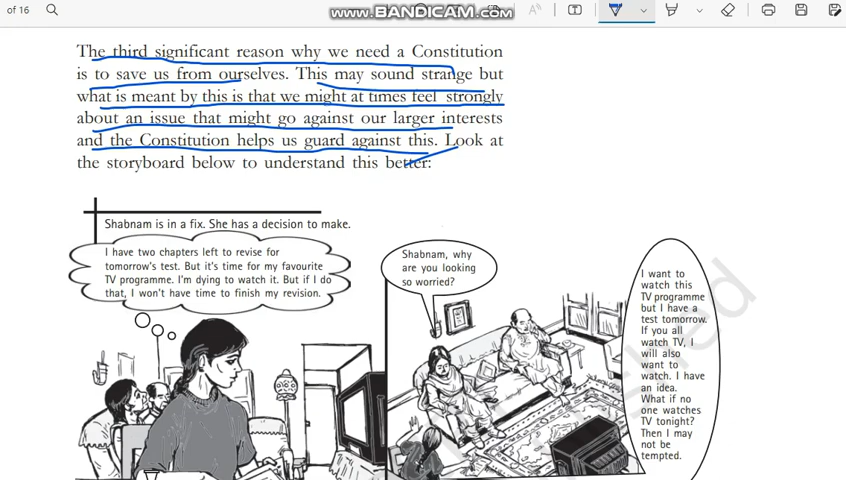 of 16
WWW.BANDICAM.COM
The third significant reason why we need a Constitution
is to save us from ourselves. This may sound strange but
what is meant by this is that we might at times feel strongly
about an issue that might go against our larger interests
and the Constitution helps us guard against this. Look at
the storyboard below to understand this better:
Shabnam is in a fix. She has a decision to make.
I have two chapters left to revise for
tomorrow's test. But it's time for my favourite
TV programme. I'm dying to watch it. But if I do
that, I won't have time to finish my revision.
Shabnam, why
are you looking
so worried?
I want to
watch this
TV programme
but I have a
test tomorrow.
If you all
watch TV, I
will also
want to
watch. I have
an idea.
What if no
one watches
TV tonight?
Then I may
not be
tempted.